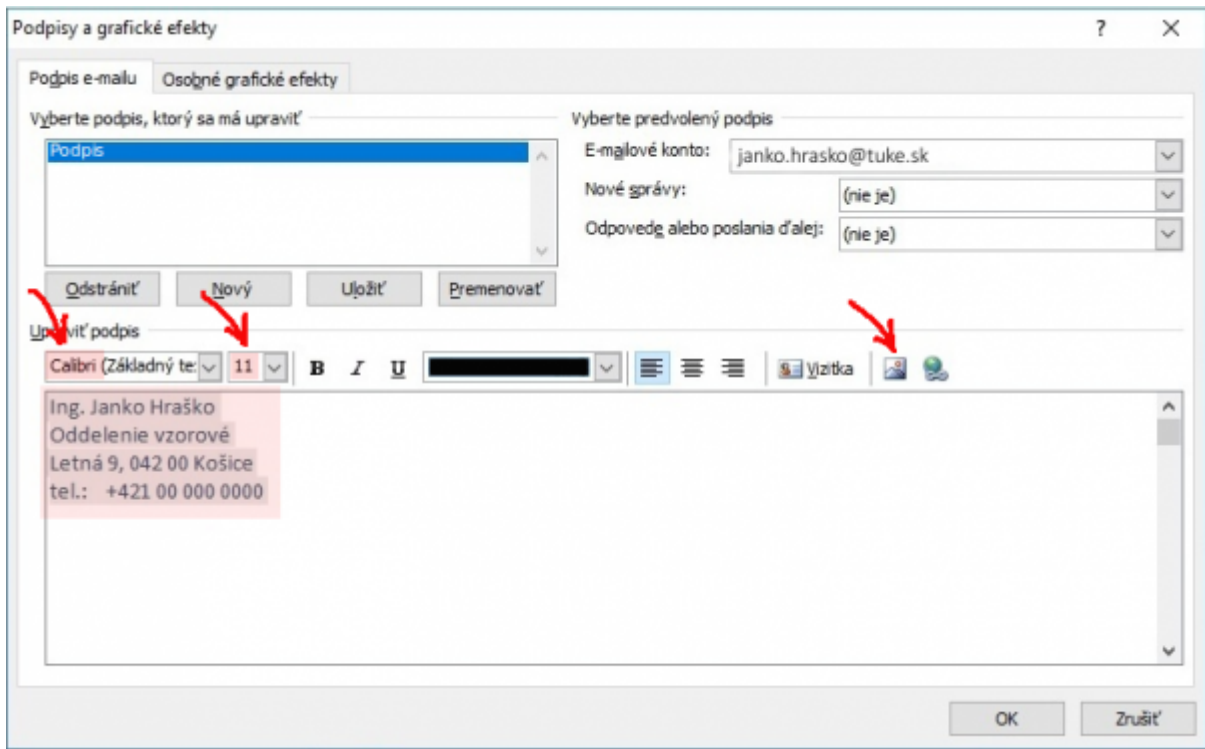 Podpisy a grafické efekty
?
Podpis e-mailu
Osobné grafické efekty
Vyberte podpis, ktorý sa má upraviť
Podpis
Vyberte predvolený podpis
E-mailové konto: janko.hrasko@tuke.sk
Nové správy: (nie je)
Odpovede alebo poslania ďalej: (nie je)
Odstrániť Nový Uložiť Premenovať
Upraviť podpis
Calibri (Základný te: 11 B I U Vizitka
Ing. Janko Hraško
Oddelenie vzorové
Letná 9, 042 00 Košice
tel.: +421 00 000 0000
OK Zrušiť